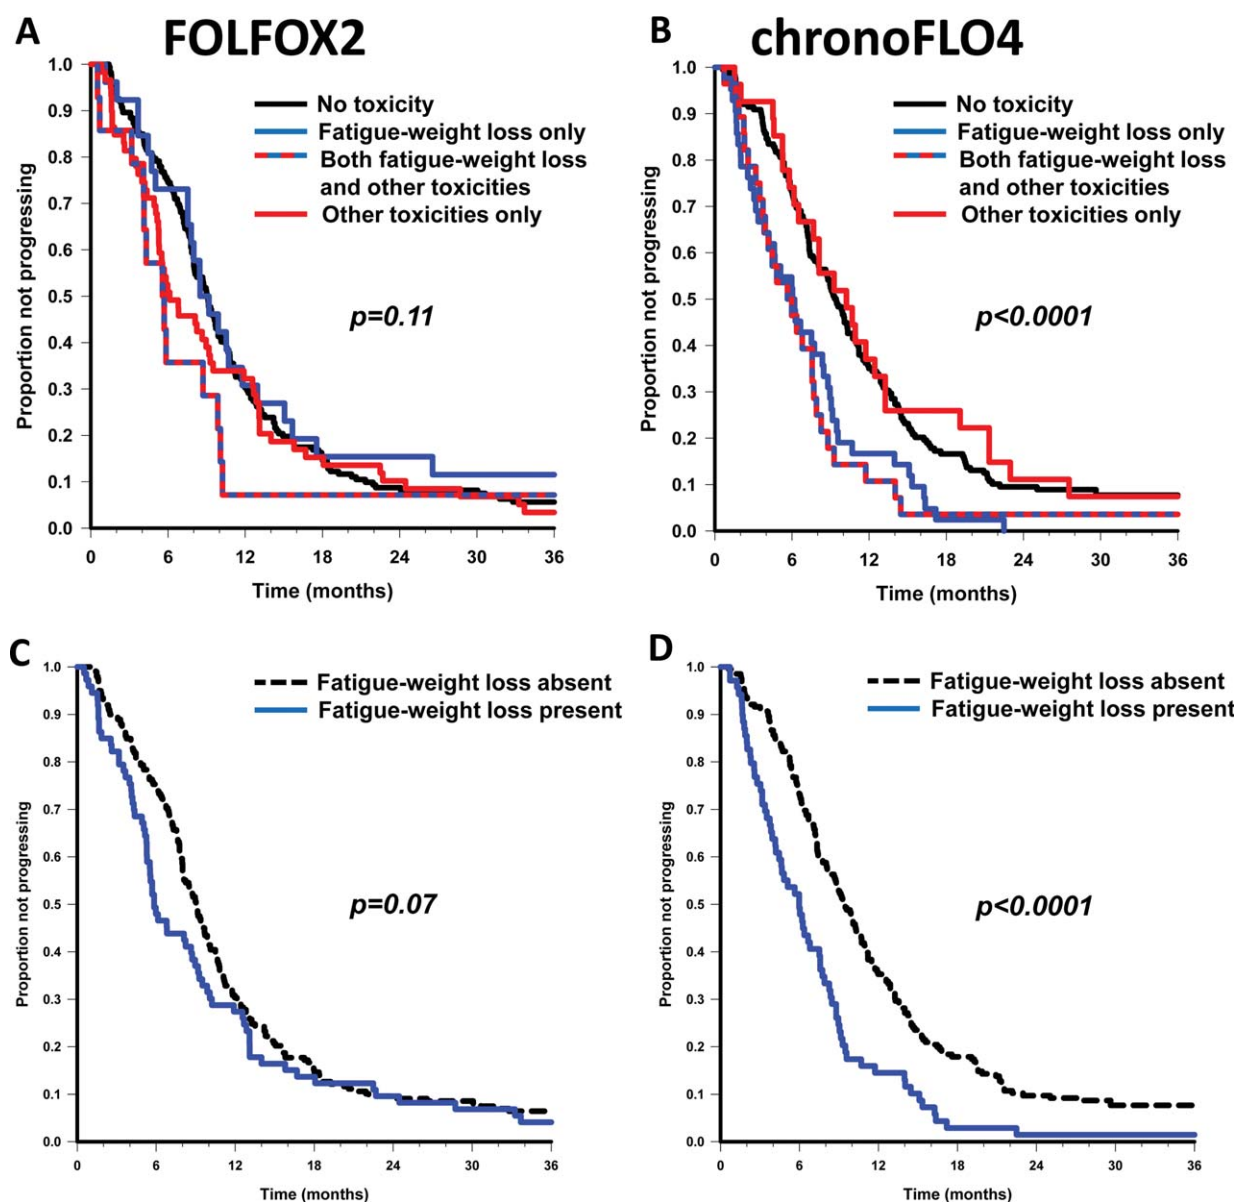 A FOLFOX2
1.0
0.9
0.8
0.7
0.6
0.5
0.4
0.3
0.2
0.1
0.0
Proportion not progressing
No toxicity
Fatigue-weight loss only
Both fatigue-weight loss
and other toxicities
Other toxicities only
p=0.11
0 6 12 18 24 30 36
Time (months)
B chronoFLO4
1.0
0.9
0.8
0.7
0.6
0.5
0.4
0.3
0.2
0.1
0.0
Proportion not progressing
No toxicity
Fatigue-weight loss only
Both fatigue-weight loss
and other toxicities
Other toxicities only
p<0.0001
0 6 12 18 24 30 36
Time (months)
C
1.0
0.9
0.8
0.7
0.6
0.5
0.4
0.3
0.2
0.1
0.0
Proportion not progressing
Fatigue-weight loss absent
Fatigue-weight loss present
p=0.07
0 6 12 18 24 30 36
Time (months)
D
1.0
0.9
0.8
0.7
0.6
0.5
0.4
0.3
0.2
0.1
0.0
Proportion not progressing
Fatigue-weight loss absent
Fatigue-weight loss present
p<0.0001
0 6 12 18 24 30 36
Time (months)